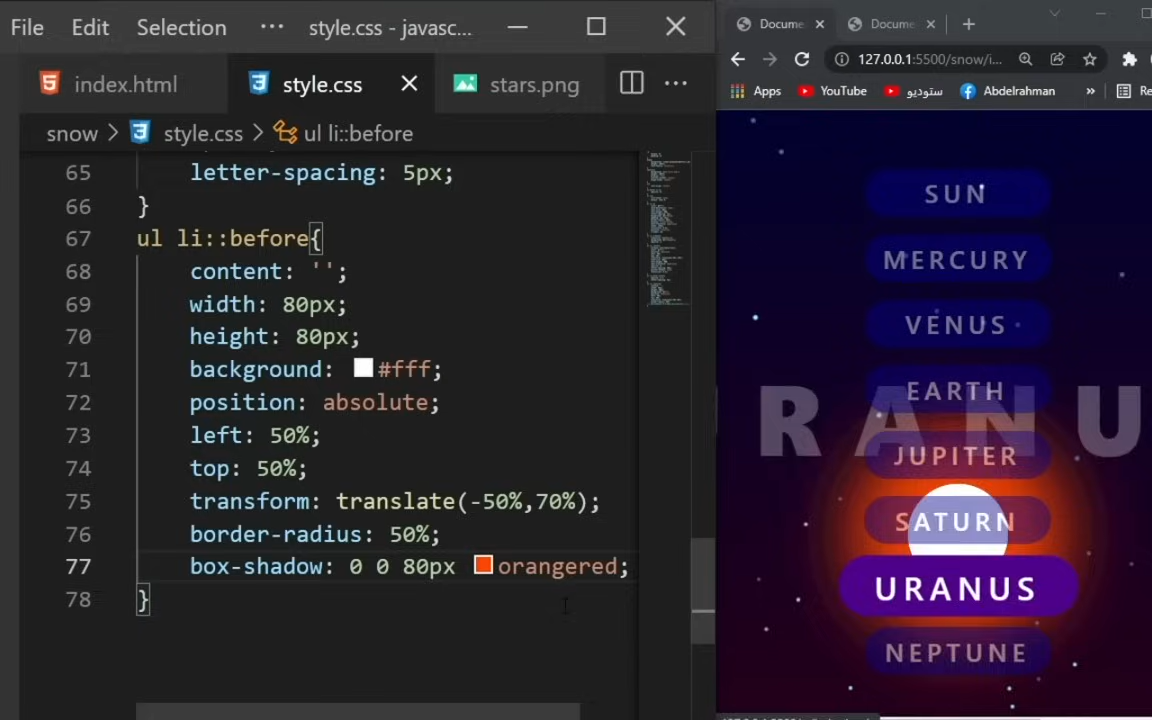 File Edit Selection ··· style.css - javasc...
index.html style.css stars.png ···
snow > style.css > ul li::before
65 letter-spacing: 5px;
66 }
67 ul li::before{
68 content: '';
69 width: 80px;
70 height: 80px;
71 background: #fff;
72 position: absolute;
73 left: 50%;
74 top: 50%;
75 transform: translate(-50%,70%);
76 border-radius: 50%;
77 box-shadow: 0 0 80px orangered;
78 }
Docume Docume
127.0.0.1:5500/snow/i...
Apps YouTube ستوديو Abdelrahman » Re
SUN
MERCURY
VENUS
EARTH
RANU
JUPITER
SATURN
URANUS
NEPTUNE